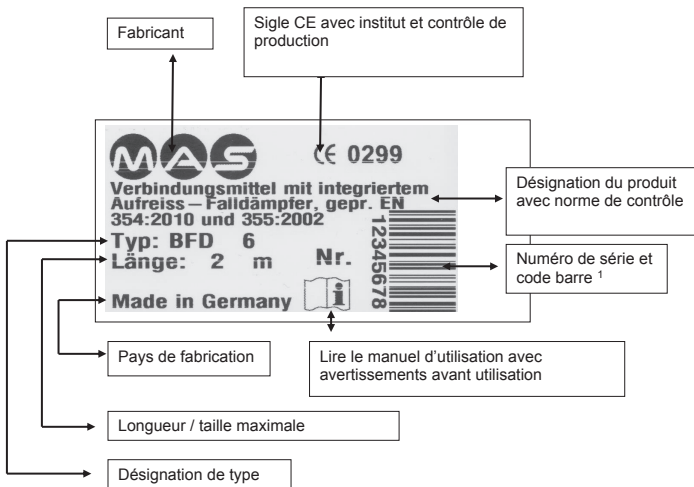 Fabricant
Sigle CE avec institut et contrôle de
production
MAS
CE 0299
Verbindungsmittel mit integriertem
Aufreiss – Falldämpfer, gepr. EN
354:2010 und 355:2002
Typ: BFD 6
Länge: 2 m
Nr.
12345678
Made in Germany
i
Désignation du produit
avec norme de contrôle
Numéro de série et
code barre ¹
Pays de fabrication
Lire le manuel d’utilisation avec
avertissements avant utilisation
Longueur / taille maximale
Désignation de type